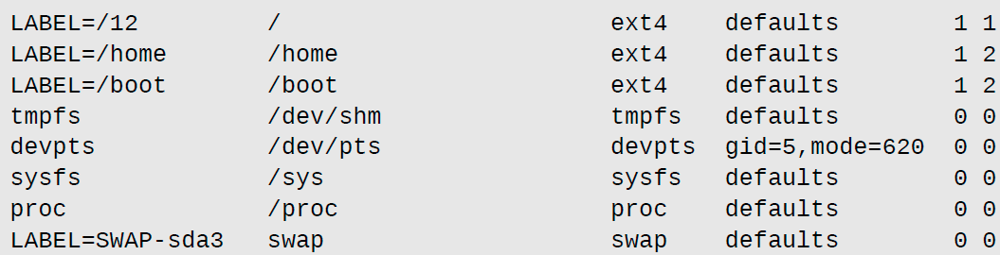 LABEL=/12 / ext4 defaults 1 1
LABEL=/home /home ext4 defaults 1 2
LABEL=/boot /boot ext4 defaults 1 2
tmpfs /dev/shm tmpfs defaults 0 0
devpts /dev/pts devpts gid=5,mode=620 0 0
sysfs /sys sysfs defaults 0 0
proc /proc proc defaults 0 0
LABEL=SWAP-sda3 swap swap defaults 0 0